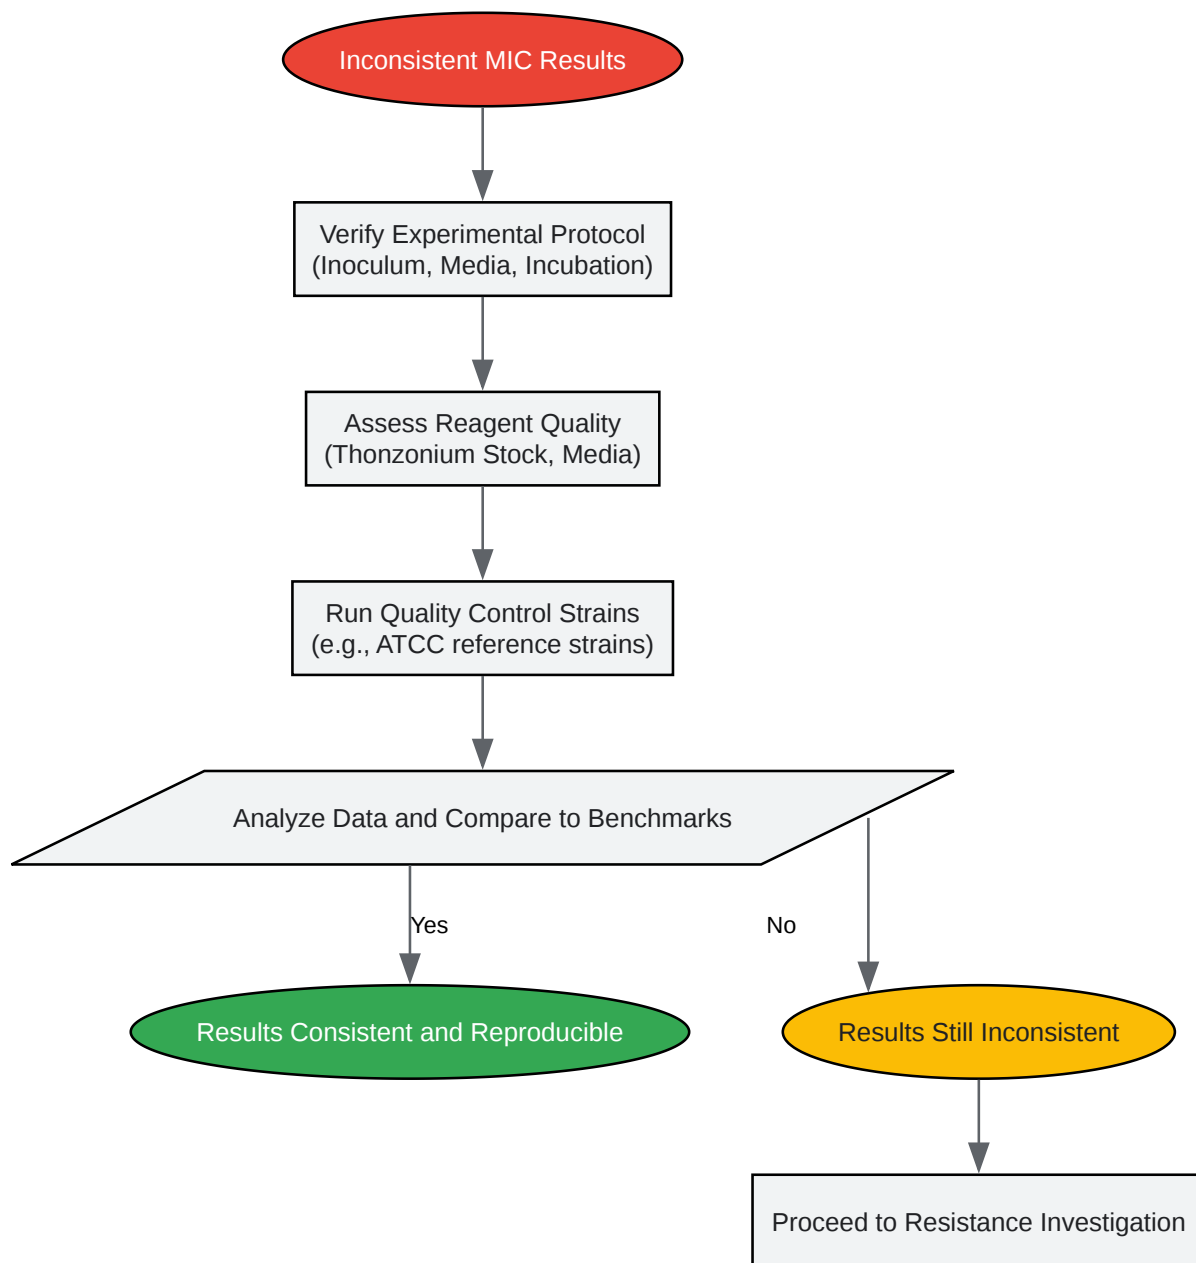 Inconsistent MIC Results
Verify Experimental Protocol
(Inoculum, Media, Incubation)
Assess Reagent Quality
(Thonzonium Stock, Media)
Run Quality Control Strains
(e.g., ATCC reference strains)
Analyze Data and Compare to Benchmarks
Yes
No
Results Consistent and Reproducible
Results Still Inconsistent
Proceed to Resistance Investigation